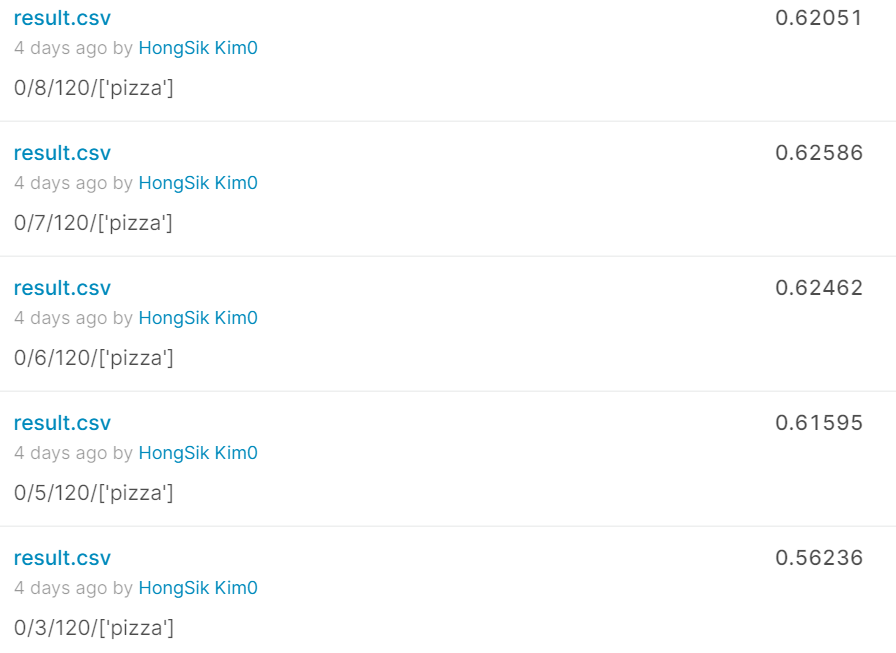 result.csv 0.62051
4 days ago by HongSik Kim0
0/8/120/['pizza']
result.csv 0.62586
4 days ago by HongSik Kim0
0/7/120/['pizza']
result.csv 0.62462
4 days ago by HongSik Kim0
0/6/120/['pizza']
result.csv 0.61595
4 days ago by HongSik Kim0
0/5/120/['pizza']
result.csv 0.56236
4 days ago by HongSik Kim0
0/3/120/['pizza']